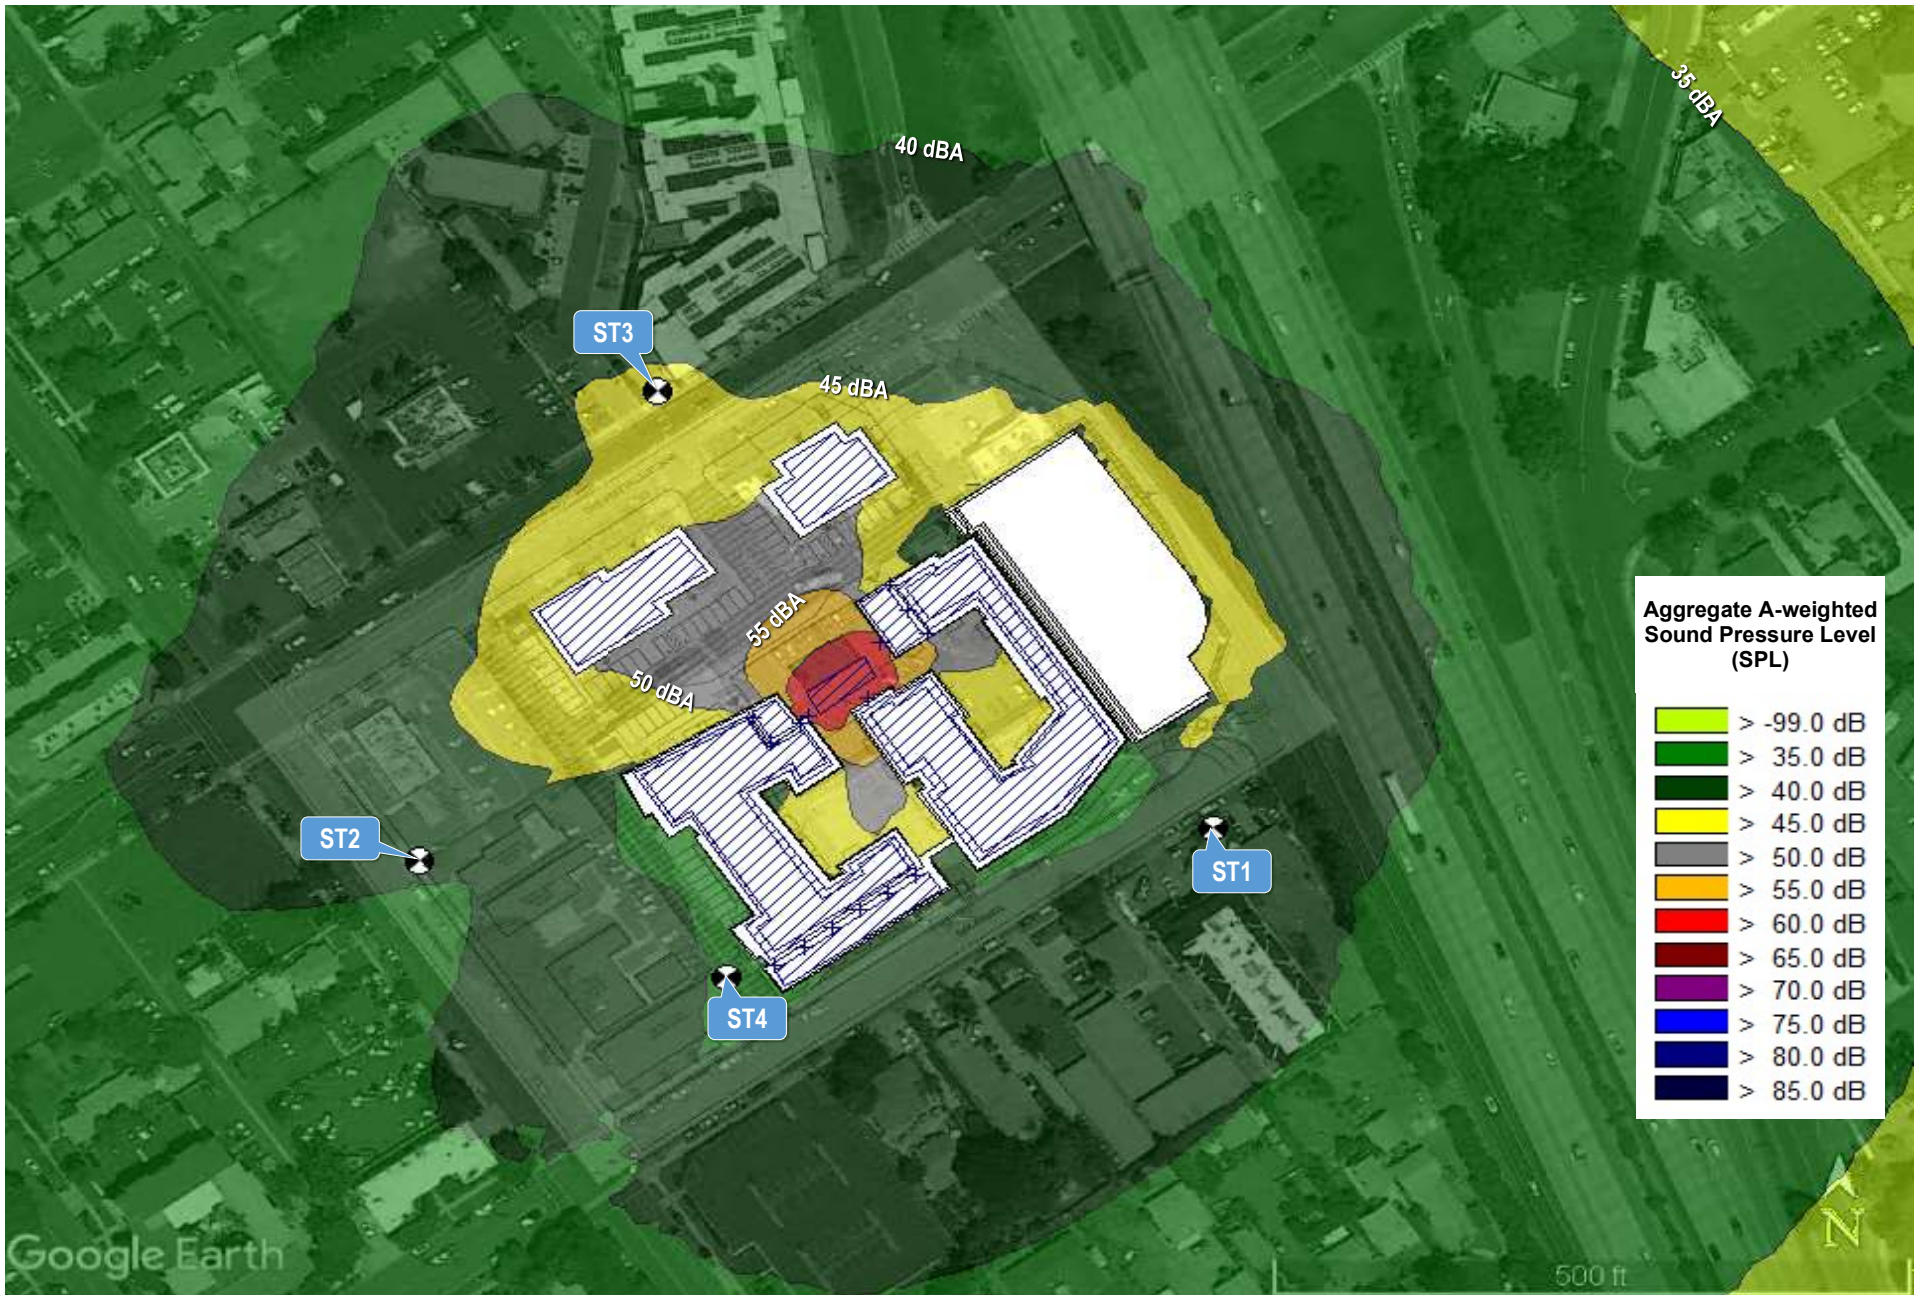 35 dBA
40 dBA
ST3
45 dBA
55 dBA
50 dBA
ST2
ST1
ST4
Aggregate A-weighted
Sound Pressure Level
(SPL)
> -99.0 dB
> 35.0 dB
> 40.0 dB
> 45.0 dB
> 50.0 dB
> 55.0 dB
> 60.0 dB
> 65.0 dB
> 70.0 dB
> 75.0 dB
> 80.0 dB
> 85.0 dB
N
Google Earth
500 ft